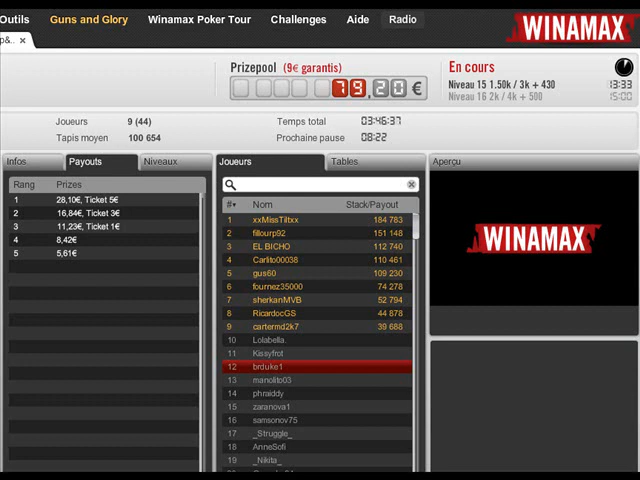 Outils Guns and Glory Winamax Poker Tour Challenges Aide Radio
WINAMAX
p&..
Prizepool (9€ garantis)
79,20 €
En cours
Niveau 15 1.50k / 3k + 430 13:33
Niveau 16 2k / 4k + 500 15:00
Joueurs 9 (44)
Tapis moyen 100 654
Temps total 03:46:37
Prochaine pause 08:22
Infos Payouts Niveaux
Rang Prizes
1 28,10€, Ticket 5€
2 16,84€, Ticket 3€
3 11,23€, Ticket 1€
4 8,42€
5 5,61€
Joueurs Tables
# Nom Stack/Payout
1 xxMissTiltxx 184 783
2 fillourp92 151 148
3 EL BICHO 112 740
4 Carlito00038 110 461
5 gus60 109 230
6 fournez35000 74 278
7 sherkanMVB 52 794
8 RicardocGS 44 878
9 cartermd2k7 39 688
10 Lolabella.
11 Kissyfrot
12 brduke1
13 manolito03
14 phraiddy
15 zaranova1
16 samsonov75
17 _Struggle_
18 AnneSofi
19 _Nikita_
Aperçu
WINAMAX